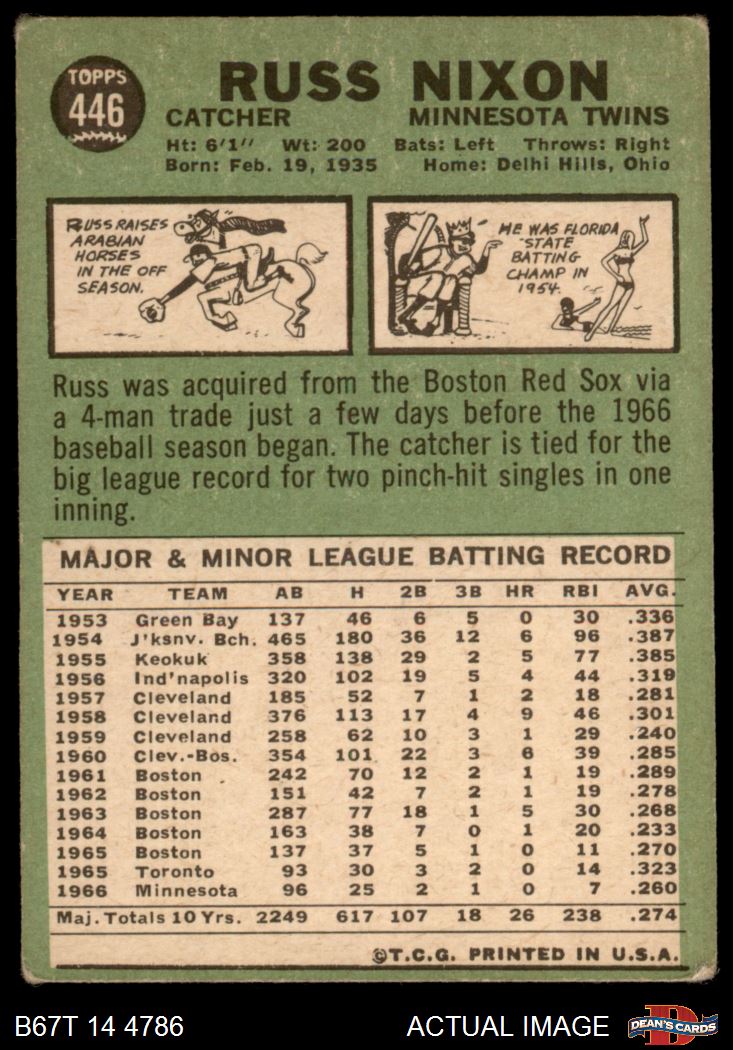 TOPPS
446
RUSS NIXON
CATCHER MINNESOTA TWINS
Ht: 6'1" Wt: 200 Bats: Left Throws: Right
Born: Feb. 19, 1935 Home: Delhi Hills, Ohio
RUSS RAISES
ARABIAN
HORSES
IN THE OFF
SEASON.
HE WAS FLORIDA
STATE
BATTING
CHAMP IN
1954.
Russ was acquired from the Boston Red Sox via
a 4-man trade just a few days before the 1966
baseball season began. The catcher is tied for the
big league record for two pinch-hit singles in one
inning.
MAJOR & MINOR LEAGUE BATTING RECORD
YEAR TEAM AB H 2B 3B HR RBI AVG.
1953 Green Bay 137 46 6 5 0 30 .336
1954 J'ksnv. Bch. 465 180 36 12 6 96 .387
1955 Keokuk 358 138 29 2 5 77 .385
1956 Ind'napolis 320 102 19 5 4 44 .319
1957 Cleveland 185 52 7 1 2 18 .281
1958 Cleveland 376 113 17 4 9 46 .301
1959 Cleveland 258 62 10 3 1 29 .240
1960 Clev.-Bos. 354 101 22 3 6 39 .285
1961 Boston 242 70 12 2 1 19 .289
1962 Boston 151 42 7 2 1 19 .278
1963 Boston 287 77 18 1 5 30 .268
1964 Boston 163 38 7 0 1 20 .233
1965 Boston 137 37 5 1 0 11 .270
1965 Toronto 93 30 3 2 0 14 .323
1966 Minnesota 96 25 2 1 0 7 .260
Maj. Totals 10 Yrs. 2249 617 107 18 26 238 .274
©T.C.G. PRINTED IN U.S.A.
B67T 14 4786 ACTUAL IMAGE
D
DEAN'S CARDS